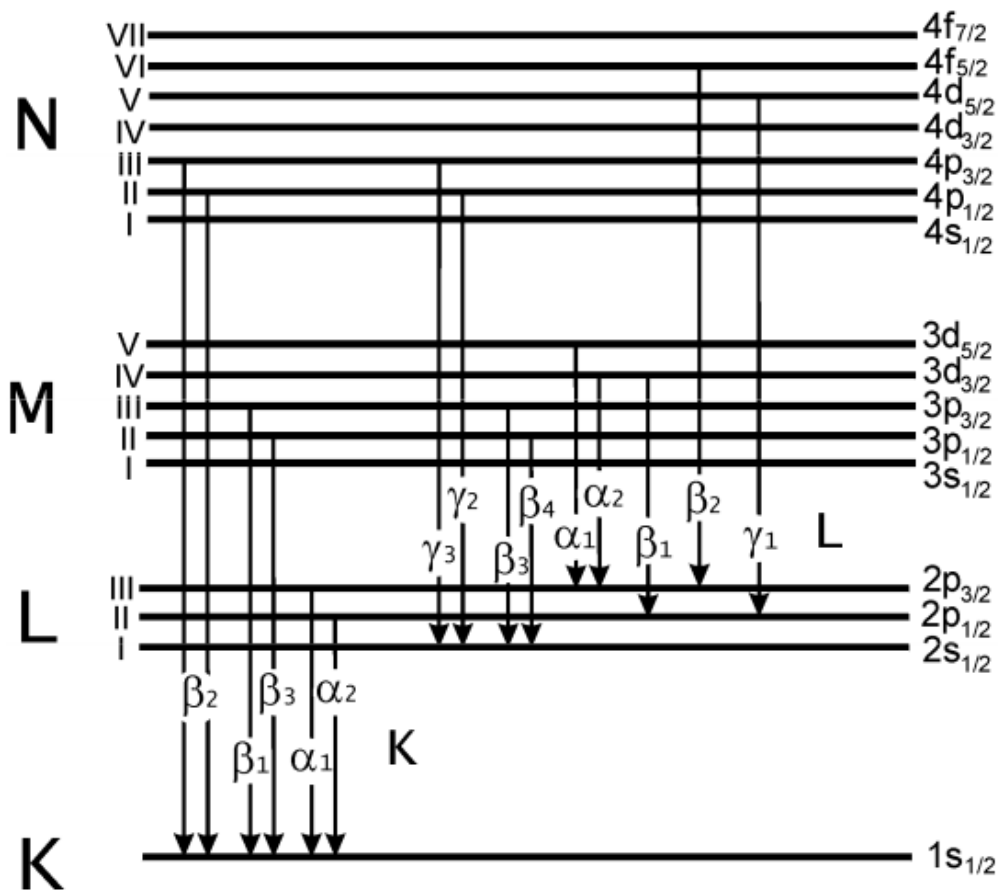 VII 4f7/2
VI 4f5/2
V 4d5/2
N
IV 4d3/2
iii 4p3/2
II 4p1/2
I 4s1/2
V 3d5/2
IV 3d3/2
M
iii 3p3/2
II 3p1/2
I 3s1/2
γ2 β4 α2 β2
γ3 β3 α1 β1 γ1 L
III 2p3/2
L
II 2p1/2
I 2s1/2
β2 β3 α2
β1 α1 K
K 1s1/2